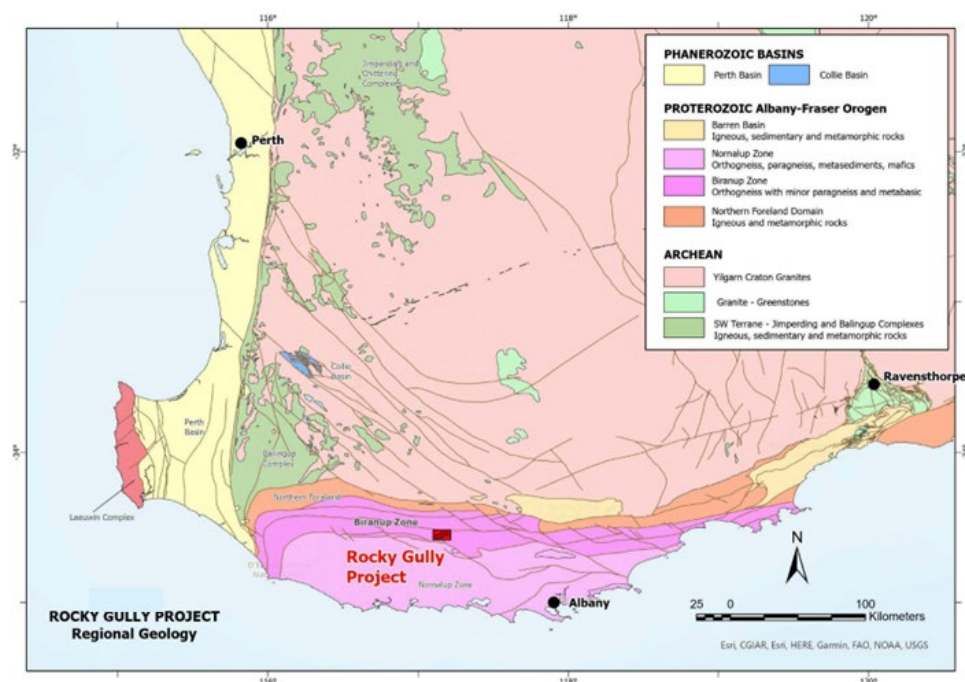 116°
118°
120°
PHANEROZOIC BASINS
Perth Basin
Collie Basin
PROTEROZOIC Albany-Fraser Orogen
Barren Basin
Igneous, sedimentary and metamorphic rocks
Nornalup Zone
Orthogneiss, paragneiss, metasediments, mafics
Biranup Zone
Orthogneiss with minor paragneiss and metabasic
Northern Foreland Domain
Igneous and metamorphic rocks
ARCHEAN
Yilgarn Craton Granites
Granite - Greenstones
SW Terrane - Jimperding and Balingup Complexes
Igneous, sedimentary and metamorphic rocks
Jimperding and
Chittering
Complexes
Perth
Collie
Basin
Ravensthorpe
Perth
Basin
Balingup
Complex
Leeuwin Complex
Northern Foreland
Biranup Zone
Rocky Gully
Project
Nornalup Zone
Albany
N
ROCKY GULLY PROJECT
Regional Geology
25 0 100
Kilometers
Esri, CGIAR, Esri, HERE, Garmin, FAO, NOAA, USGS
118°